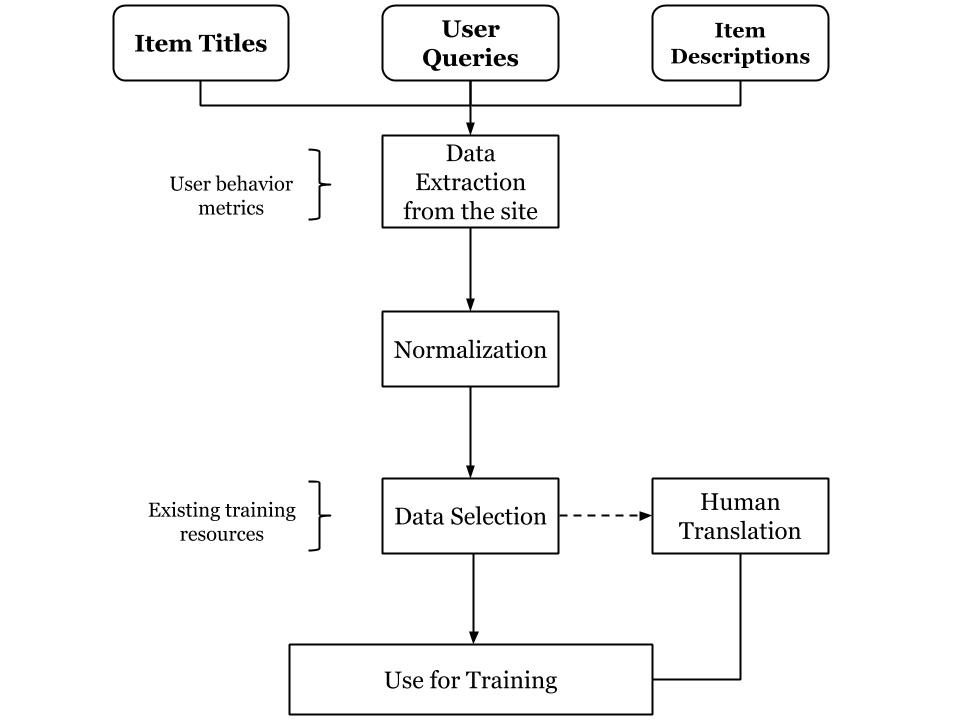 Item Titles
User
Queries
Item
Descriptions
Data
Extraction
from the site
User behavior
metrics
Normalization
Existing training
resources
Data Selection
Human
Translation
Use for Training